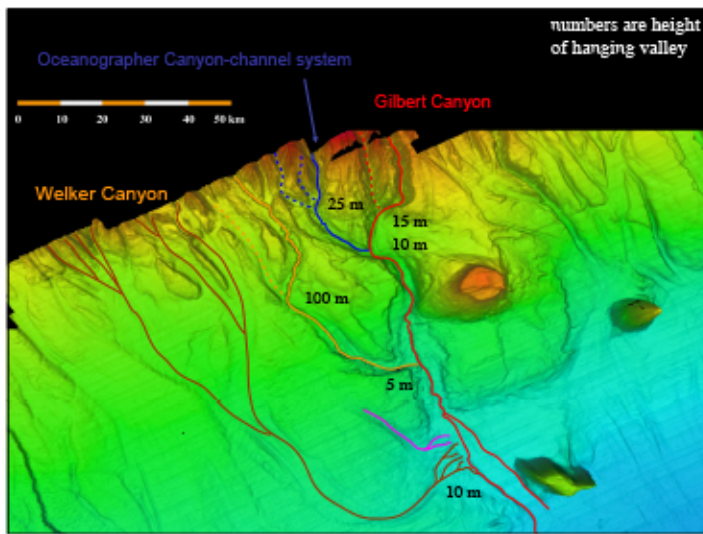 numbers are height
of hanging valley
Oceanographer Canyon-channel system
Gilbert Canyon
0 10 20 30 40 50 km
Welker Canyon
25 m
15 m
10 m
100 m
5 m
10 m